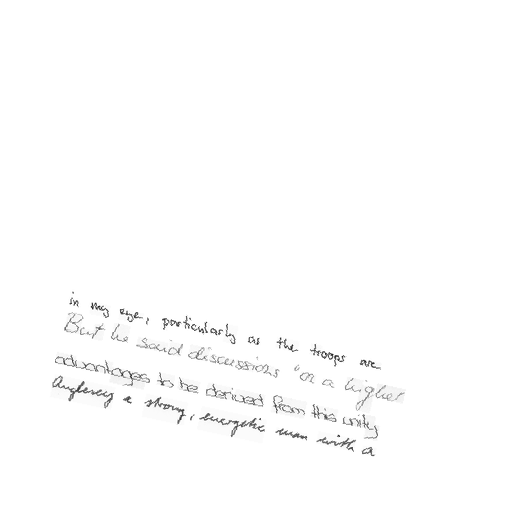 in my eye, particularly as the troops are
But he said discussions "on a higher
advantages to be derived from this unity
Anglesey a strong, energetic man with a